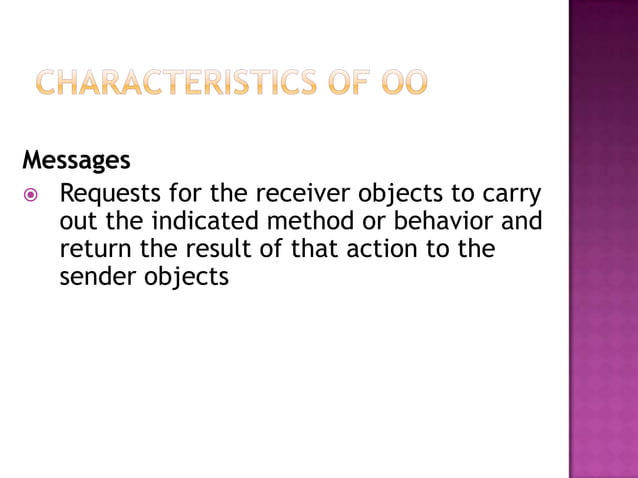 CHARACTERISTICS OF OO
Messages
Requests for the receiver objects to carry
out the indicated method or behavior and
return the result of that action to the
sender objects